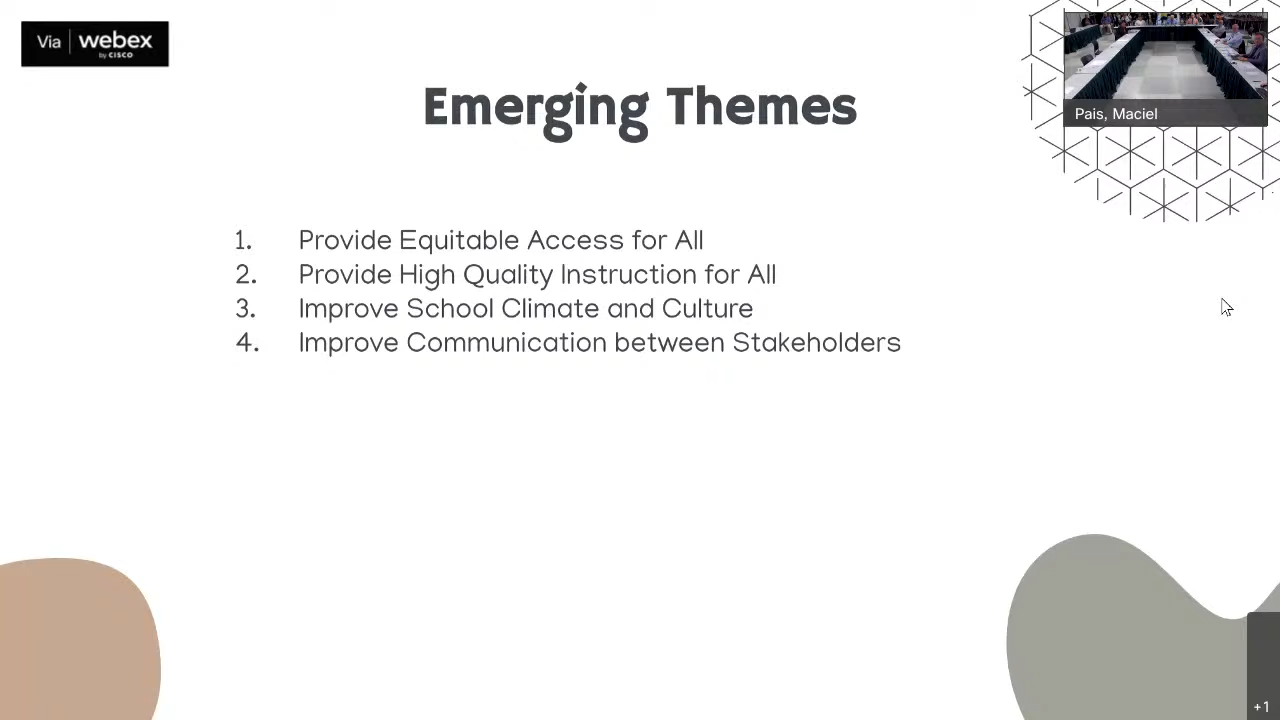 Via webex
by CISCO
Emerging Themes
Pais, Maciel
1. Provide Equitable Access for All
2. Provide High Quality Instruction for All
3. Improve School Climate and Culture
4. Improve Communication between Stakeholders
+1